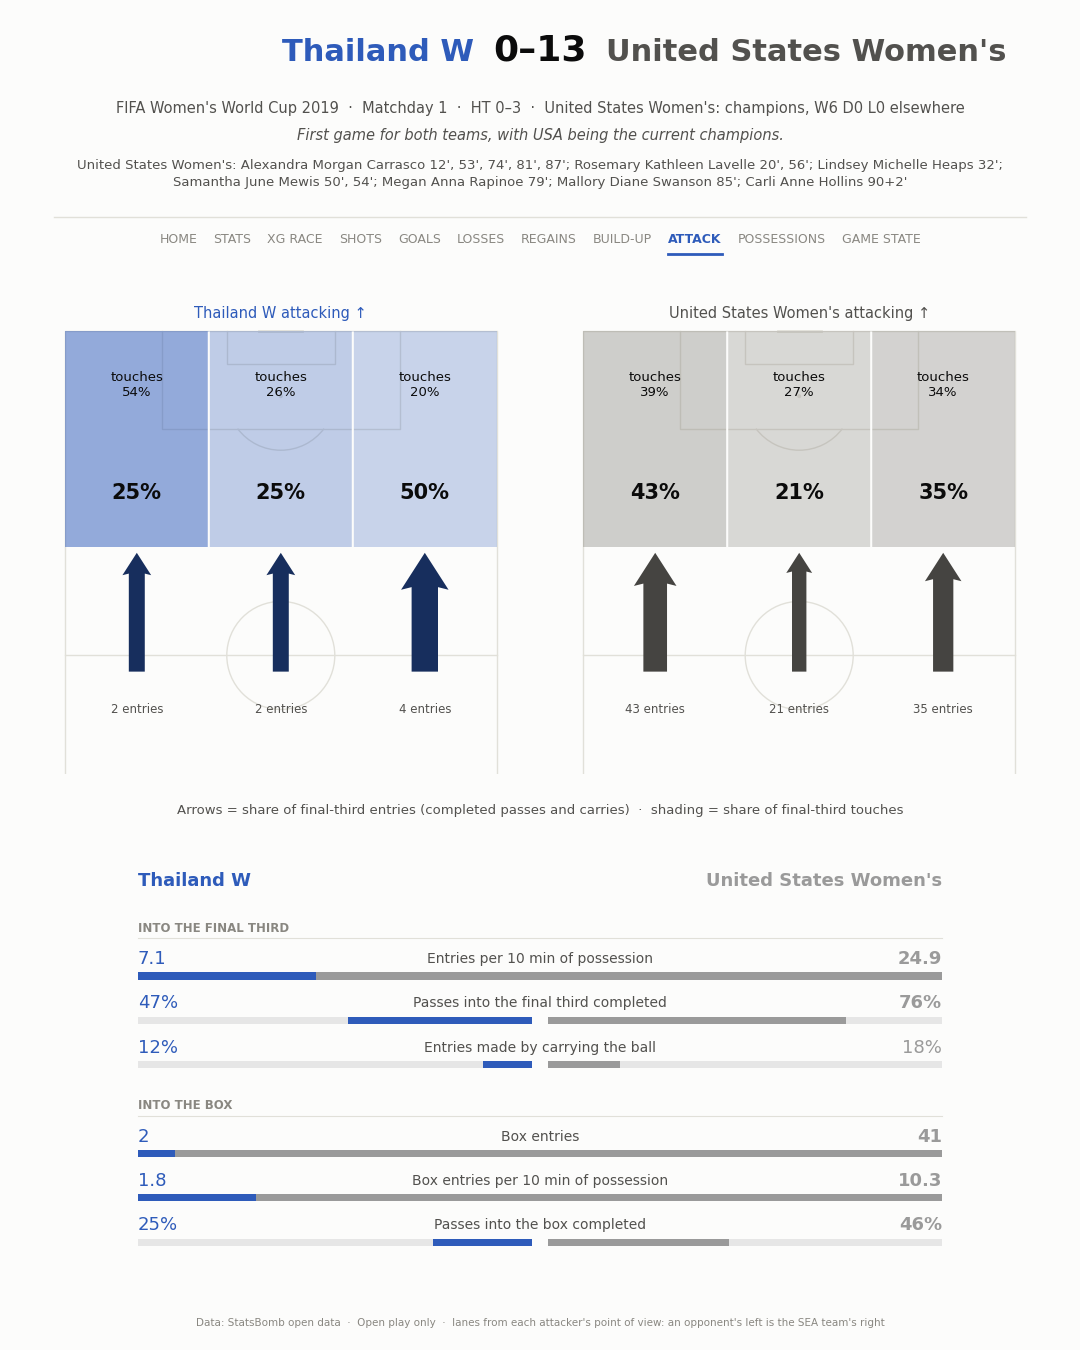 Thailand W 0–13 United States Women's
FIFA Women's World Cup 2019 · Matchday 1 · HT 0–3 · United States Women's: champions, W6 D0 L0 elsewhere
First game for both teams, with USA being the current champions.
United States Women's: Alexandra Morgan Carrasco 12', 53', 74', 81', 87'; Rosemary Kathleen Lavelle 20', 56'; Lindsey Michelle Heaps 32';
Samantha June Mewis 50', 54'; Megan Anna Rapinoe 79'; Mallory Diane Swanson 85'; Carli Anne Hollins 90+2'
HOME STATS XG RACE SHOTS GOALS LOSSES REGAINS BUILD-UP ATTACK POSSESSIONS GAME STATE
Thailand W attacking ↑
touches touches touches
54% 26% 20%
25% 25% 50%
2 entries 2 entries 4 entries
United States Women's attacking ↑
touches touches touches
39% 27% 34%
43% 21% 35%
43 entries 21 entries 35 entries
Arrows = share of final-third entries (completed passes and carries) · shading = share of final-third touches
Thailand W United States Women's
INTO THE FINAL THIRD
7.1 Entries per 10 min of possession 24.9
47% Passes into the final third completed 76%
12% Entries made by carrying the ball 18%
INTO THE BOX
2 Box entries 41
1.8 Box entries per 10 min of possession 10.3
25% Passes into the box completed 46%
Data: StatsBomb open data · Open play only · lanes from each attacker's point of view: an opponent's left is the SEA team's right